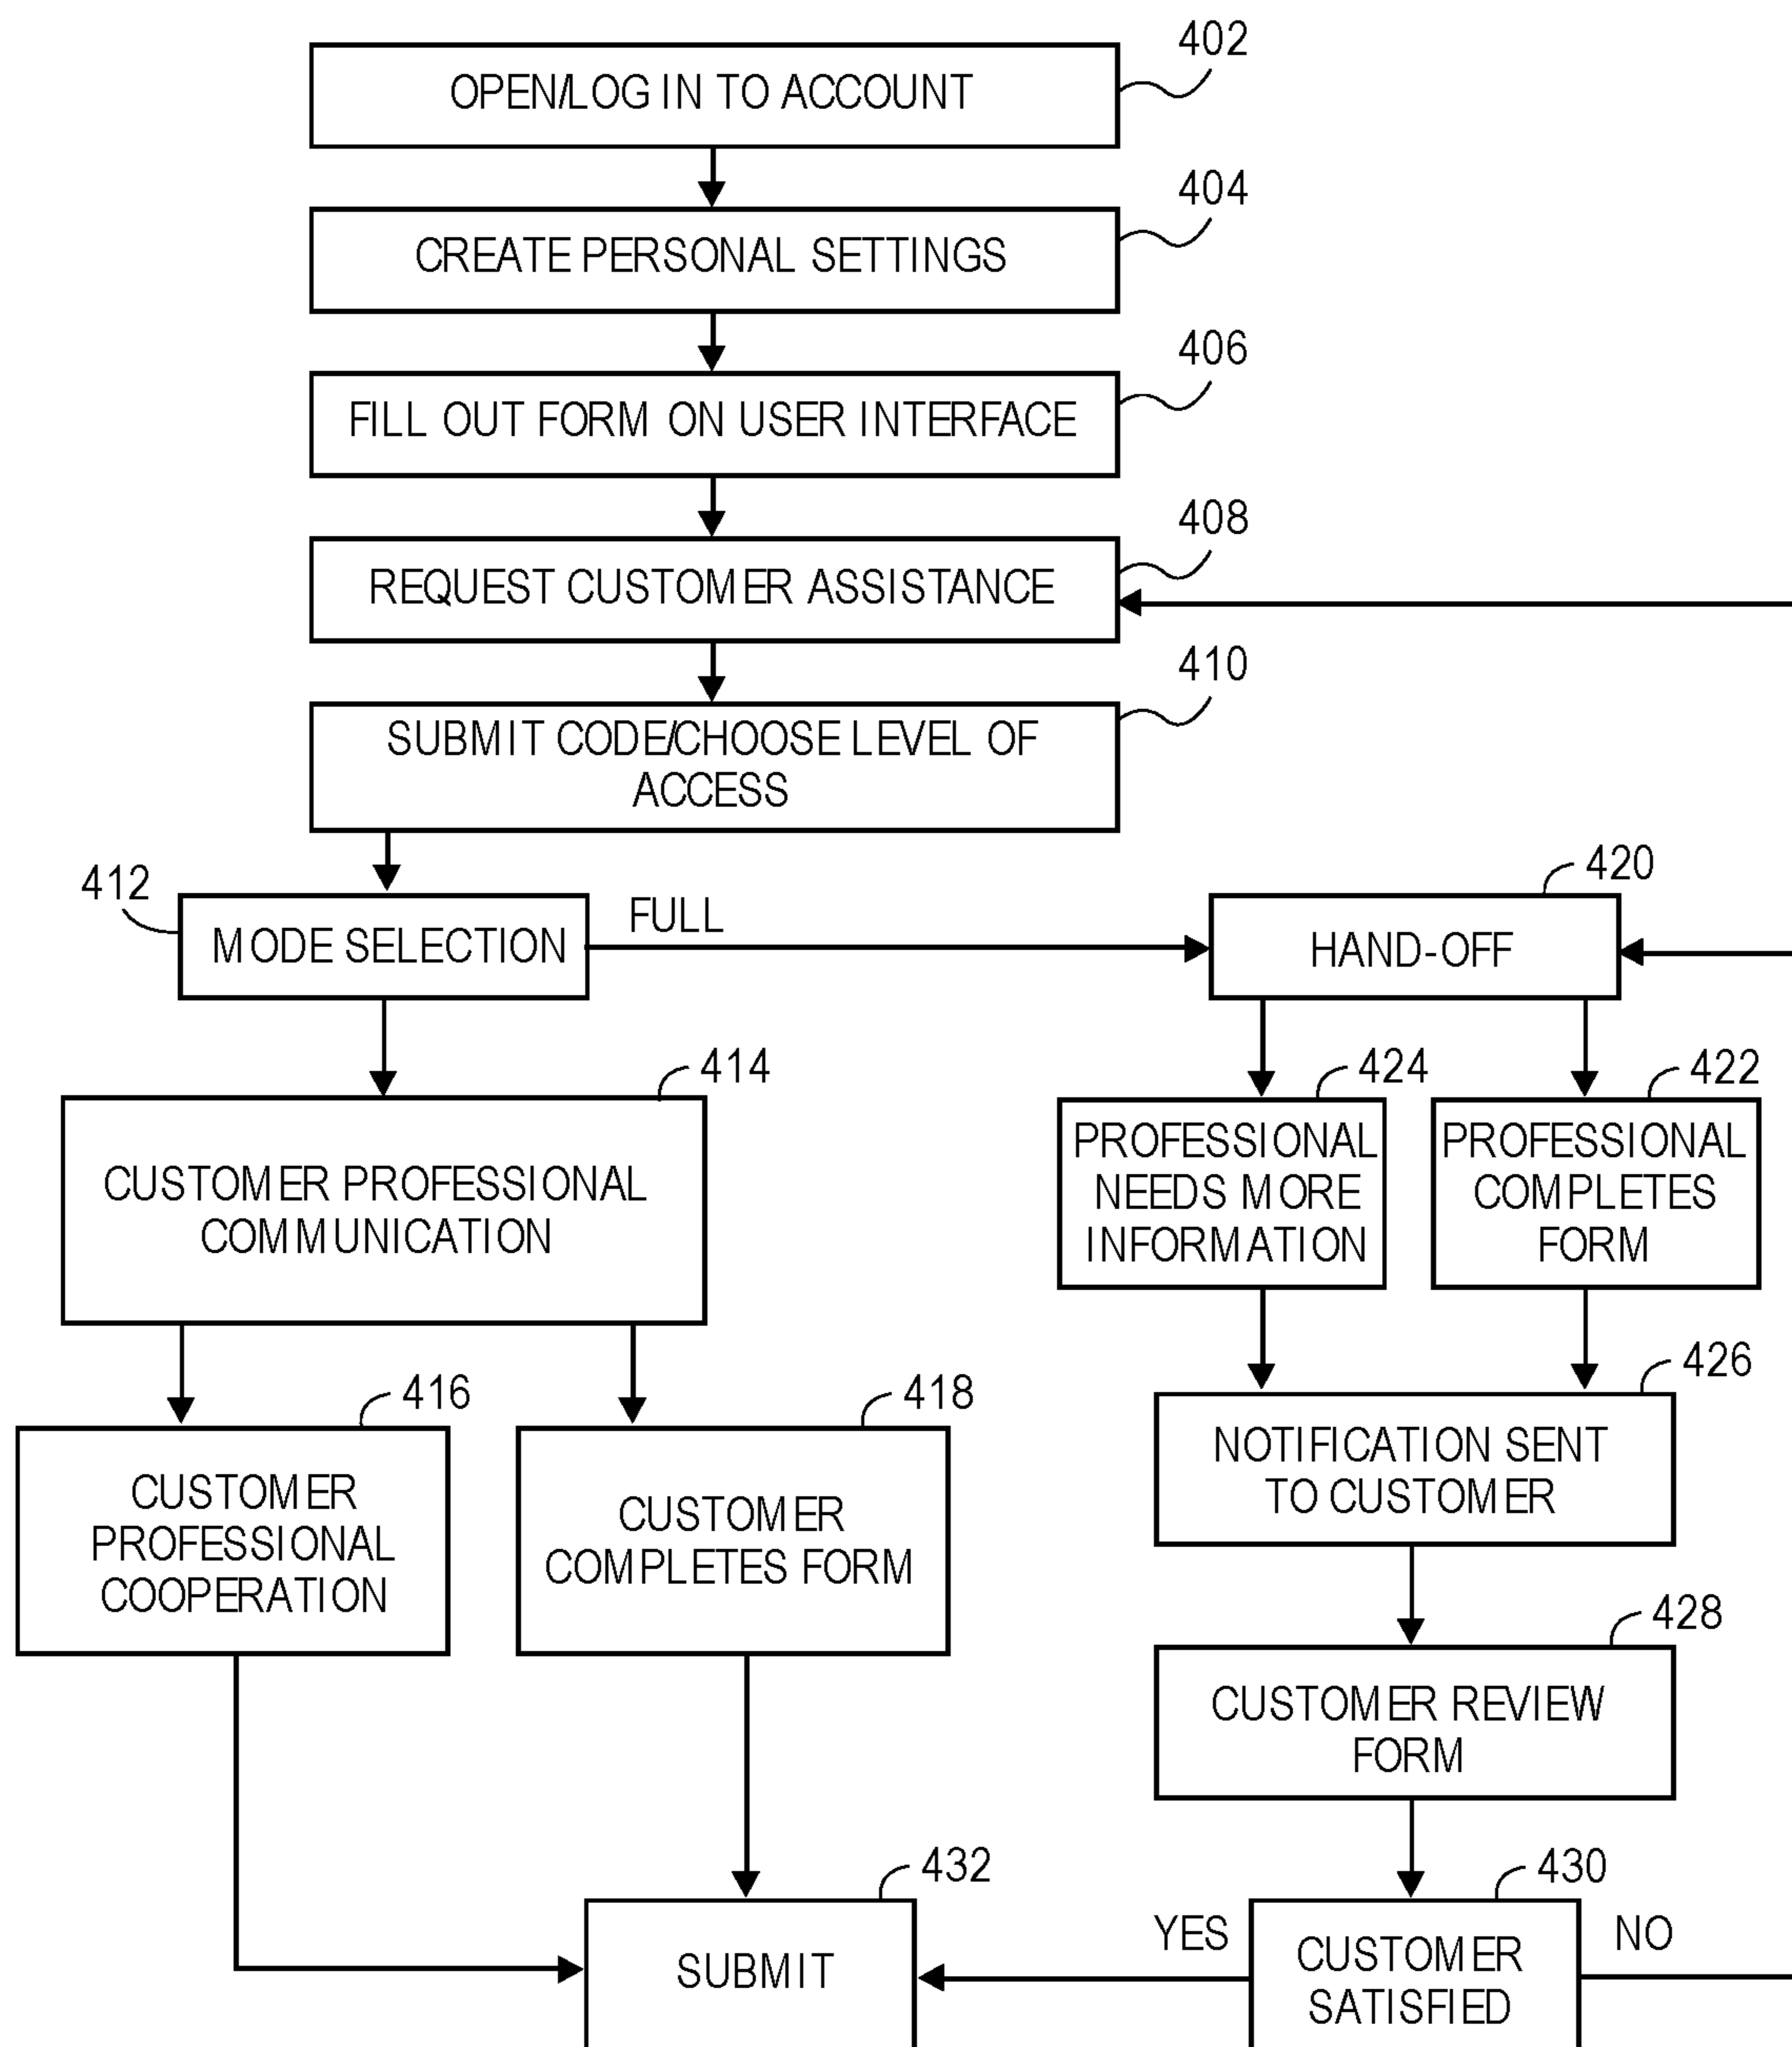 402
OPEN/LOG IN TO ACCOUNT
404
CREATE PERSONAL SETTINGS
406
FILL OUT FORM ON USER INTERFACE
408
REQUEST CUSTOMER ASSISTANCE
410
SUBMIT CODE/CHOOSE LEVEL OF
ACCESS
412
MODE SELECTION
FULL
420
HAND-OFF
414
CUSTOMER PROFESSIONAL
COMMUNICATION
424
PROFESSIONAL
NEEDS MORE
INFORMATION
422
PROFESSIONAL
COMPLETES
FORM
416
CUSTOMER
PROFESSIONAL
COOPERATION
418
CUSTOMER
COMPLETES FORM
426
NOTIFICATION SENT
TO CUSTOMER
428
CUSTOMER REVIEW
FORM
432
SUBMIT
YES
430
CUSTOMER
SATISFIED
NO